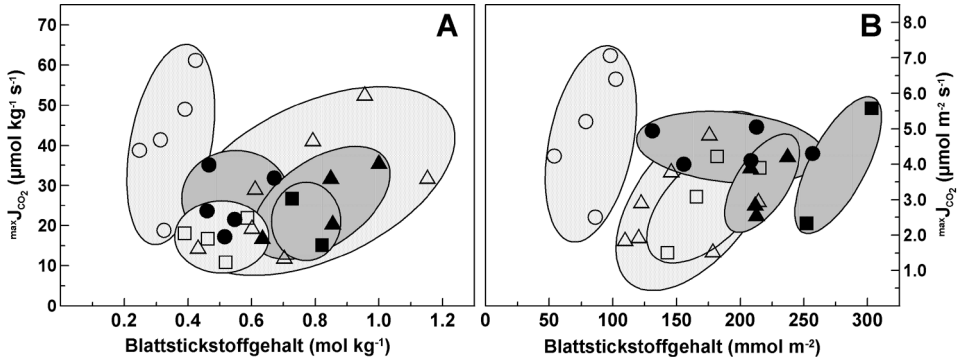 A
B
70
60
50
40
30
20
10
0
maxJCO2 (µmol kg-1 s-1)
0.2 0.4 0.6 0.8 1.0 1.2
Blattstickstoffgehalt (mol kg-1)
8.0
7.0
6.0
5.0
4.0
3.0
2.0
1.0
maxJCO2 (µmol m-2 s-1)
0 50 100 150 200 250 300
Blattstickstoffgehalt (mmol m-2)